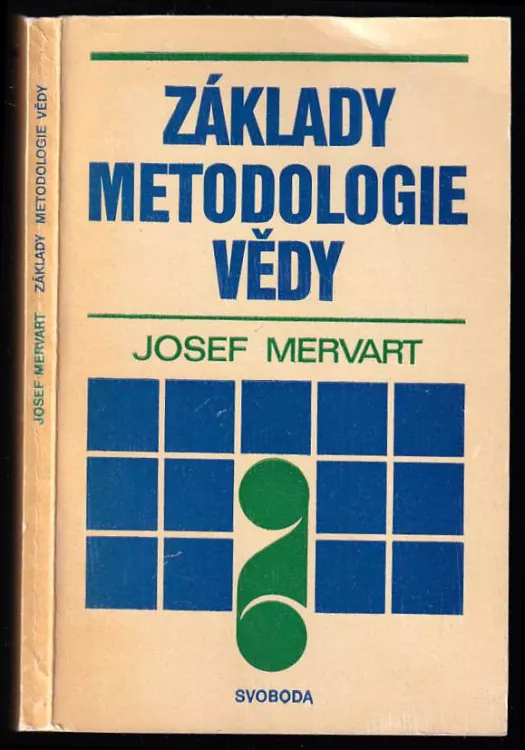 JOSEF MERVART – ZÁKLADY METODOLOGIE VĚDY
ZÁKLADY
METODOLOGIE
VĚDY
JOSEF MERVART
SVOBODA